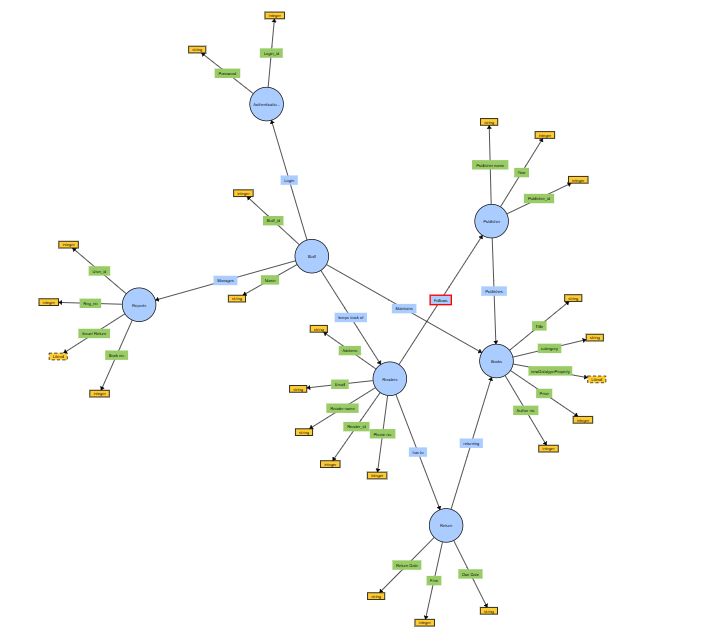 integer
string
Login_id
Password
Authenticatio...
string
integer
Publisher name
Year
integer
Publisher_id
Login
integer
Staff_id
Publisher
integer
Staff
User_id
Manages
Name
Publishes
integer
Reg_no
Reports
string
Follows
Maintains
string
keeps track of
string
Title
Issue/ Return
Address
string
category
Literal
Book no.
Books
newDatatypeProperty
Literal
Readers
string
Email
Price
integer
Reader name
Author no.
integer
string
Reader_id
Phone no.
integer
returning
integer
integer
Return
Return Date
Fine
Due Date
string
string
integer